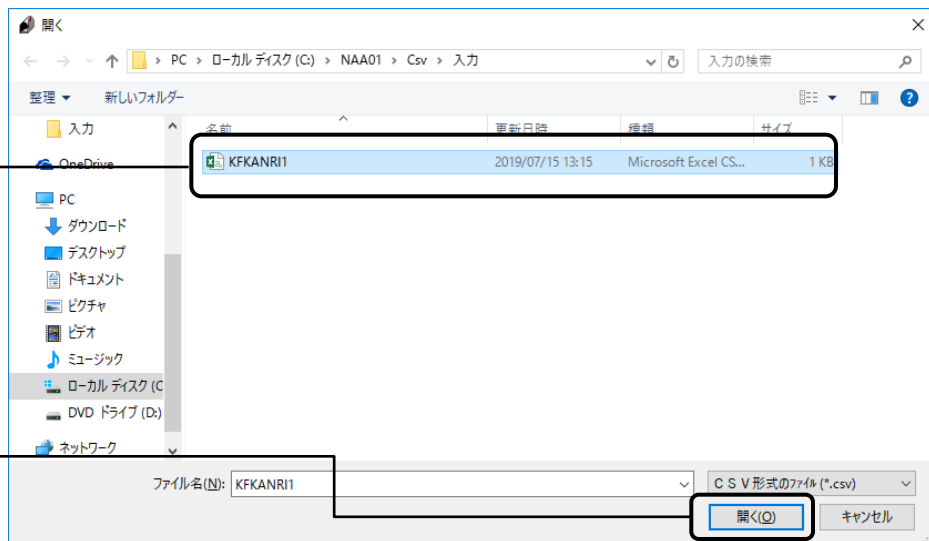 開く
PC › ローカル ディスク (C:) › NAA01 › Csv › 入力
入力の検索
整理 新しいフォルダー
入力
OneDrive
PC
ダウンロード
デスクトップ
ドキュメント
ピクチャ
ビデオ
ミュージック
ローカル ディスク (C
DVD ドライブ (D:)
ネットワーク
名前 更新日時 種類 サイズ
KFKANRI1 2019/07/15 13:15 Microsoft Excel CS... 1 KB
ファイル名(N): KFKANRI1 ＣＳＶ形式のﾌｧｲﾙ (*.csv)
開く(O) キャンセル